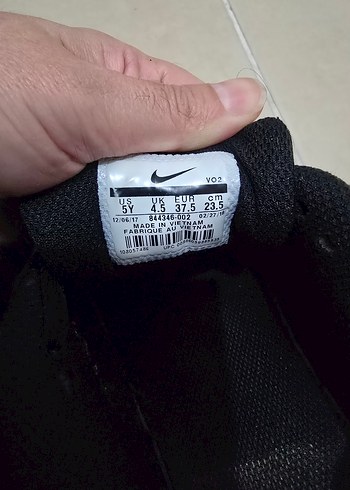 VO2
US UK EUR cm
5Y 4.5 37.5 23.5
12/06/17 844346-002 02/27/18
MADE IN VIETNAM
FABRIQUE AU VIETNAM